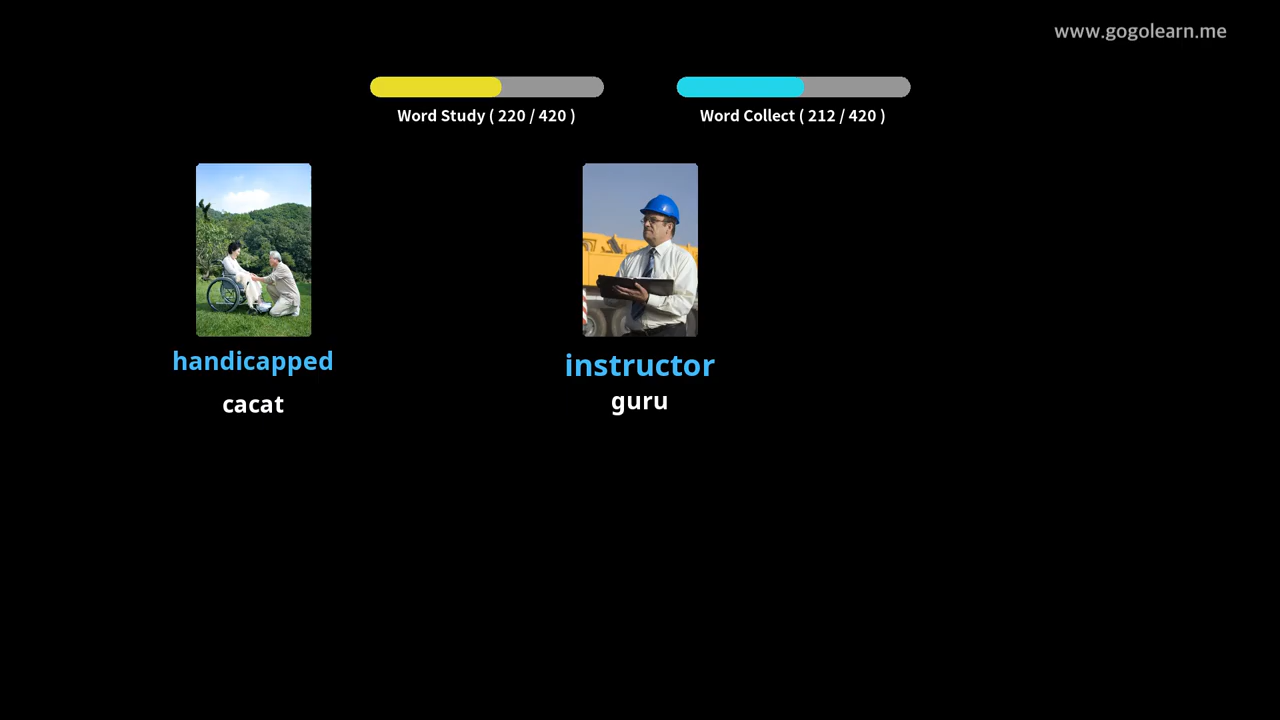 www.gogolearn.me
Word Study ( 220 / 420 )
Word Collect ( 212 / 420 )
handicapped
cacat
instructor
guru